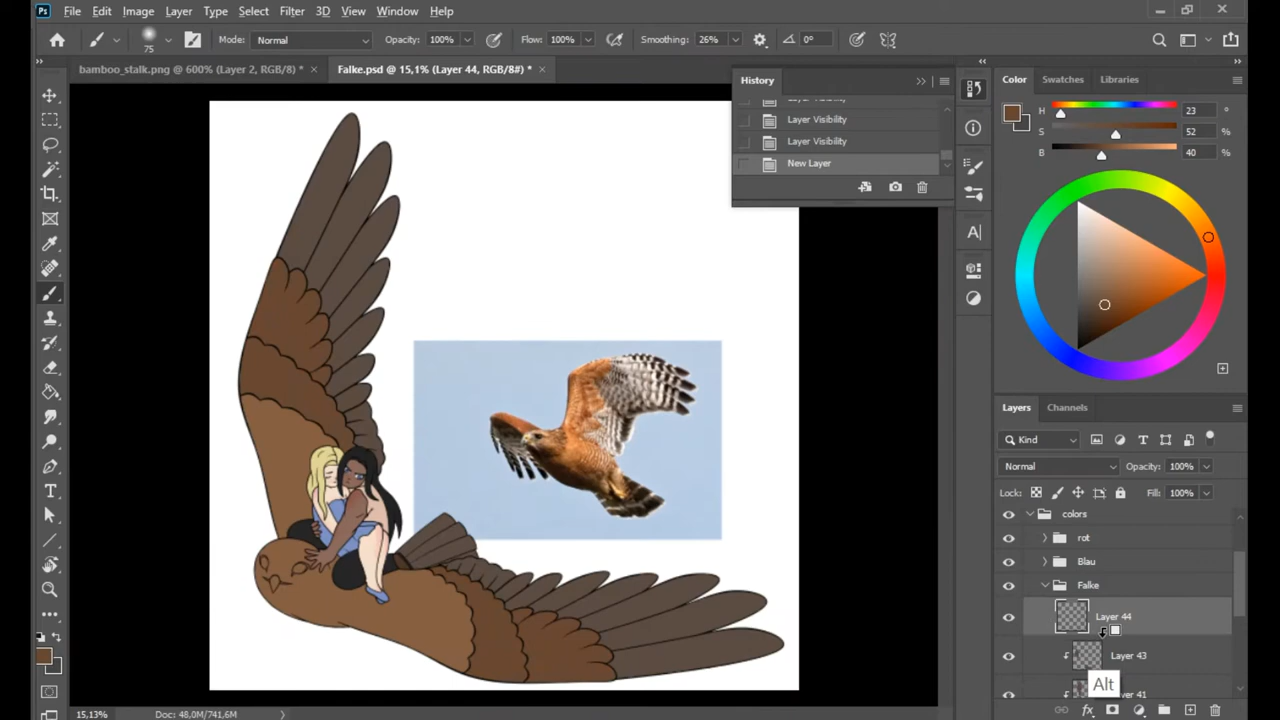 Ps File Edit Image Layer Type Select Filter 3D View Window Help
75 Mode: Normal Opacity: 100% Flow: 100% Smoothing: 26% 0°
bamboo_stalk.png @ 600% (Layer 2, RGB/8) * × Falke.psd @ 15,1% (Layer 44, RGB/8#) * ×
History
Layer Visibility
Layer Visibility
New Layer
Color Swatches Libraries
H 23 °
S 52 %
B 40 %
Layers Channels
Kind
Normal Opacity: 100%
Lock: Fill: 100%
colors
rot
Blau
Falke
Layer 44
Layer 43
Alt
15,13% Doc: 48,0M/741,6M